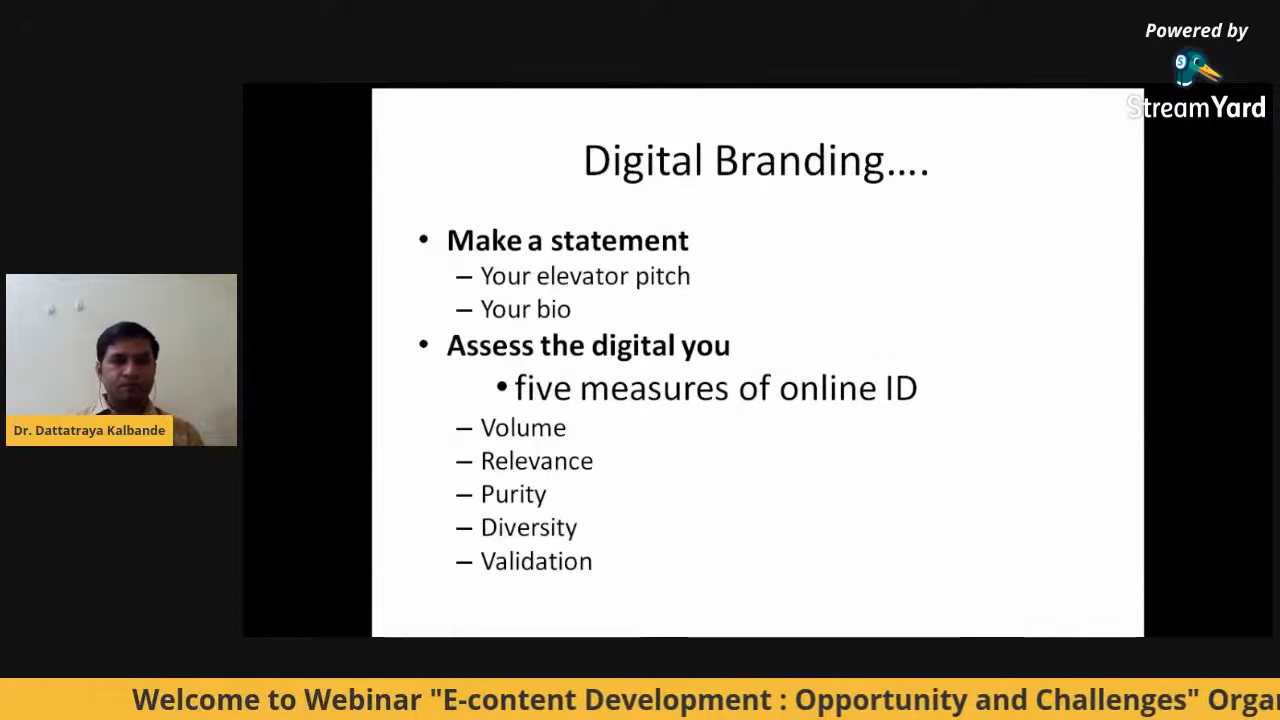 Powered by
StreamYard
Digital Branding....
• Make a statement
– Your elevator pitch
– Your bio
• Assess the digital you
• five measures of online ID
– Volume
– Relevance
– Purity
– Diversity
– Validation
Dr. Dattatraya Kalbande
Welcome to Webinar "E-content Development : Opportunity and Challenges"